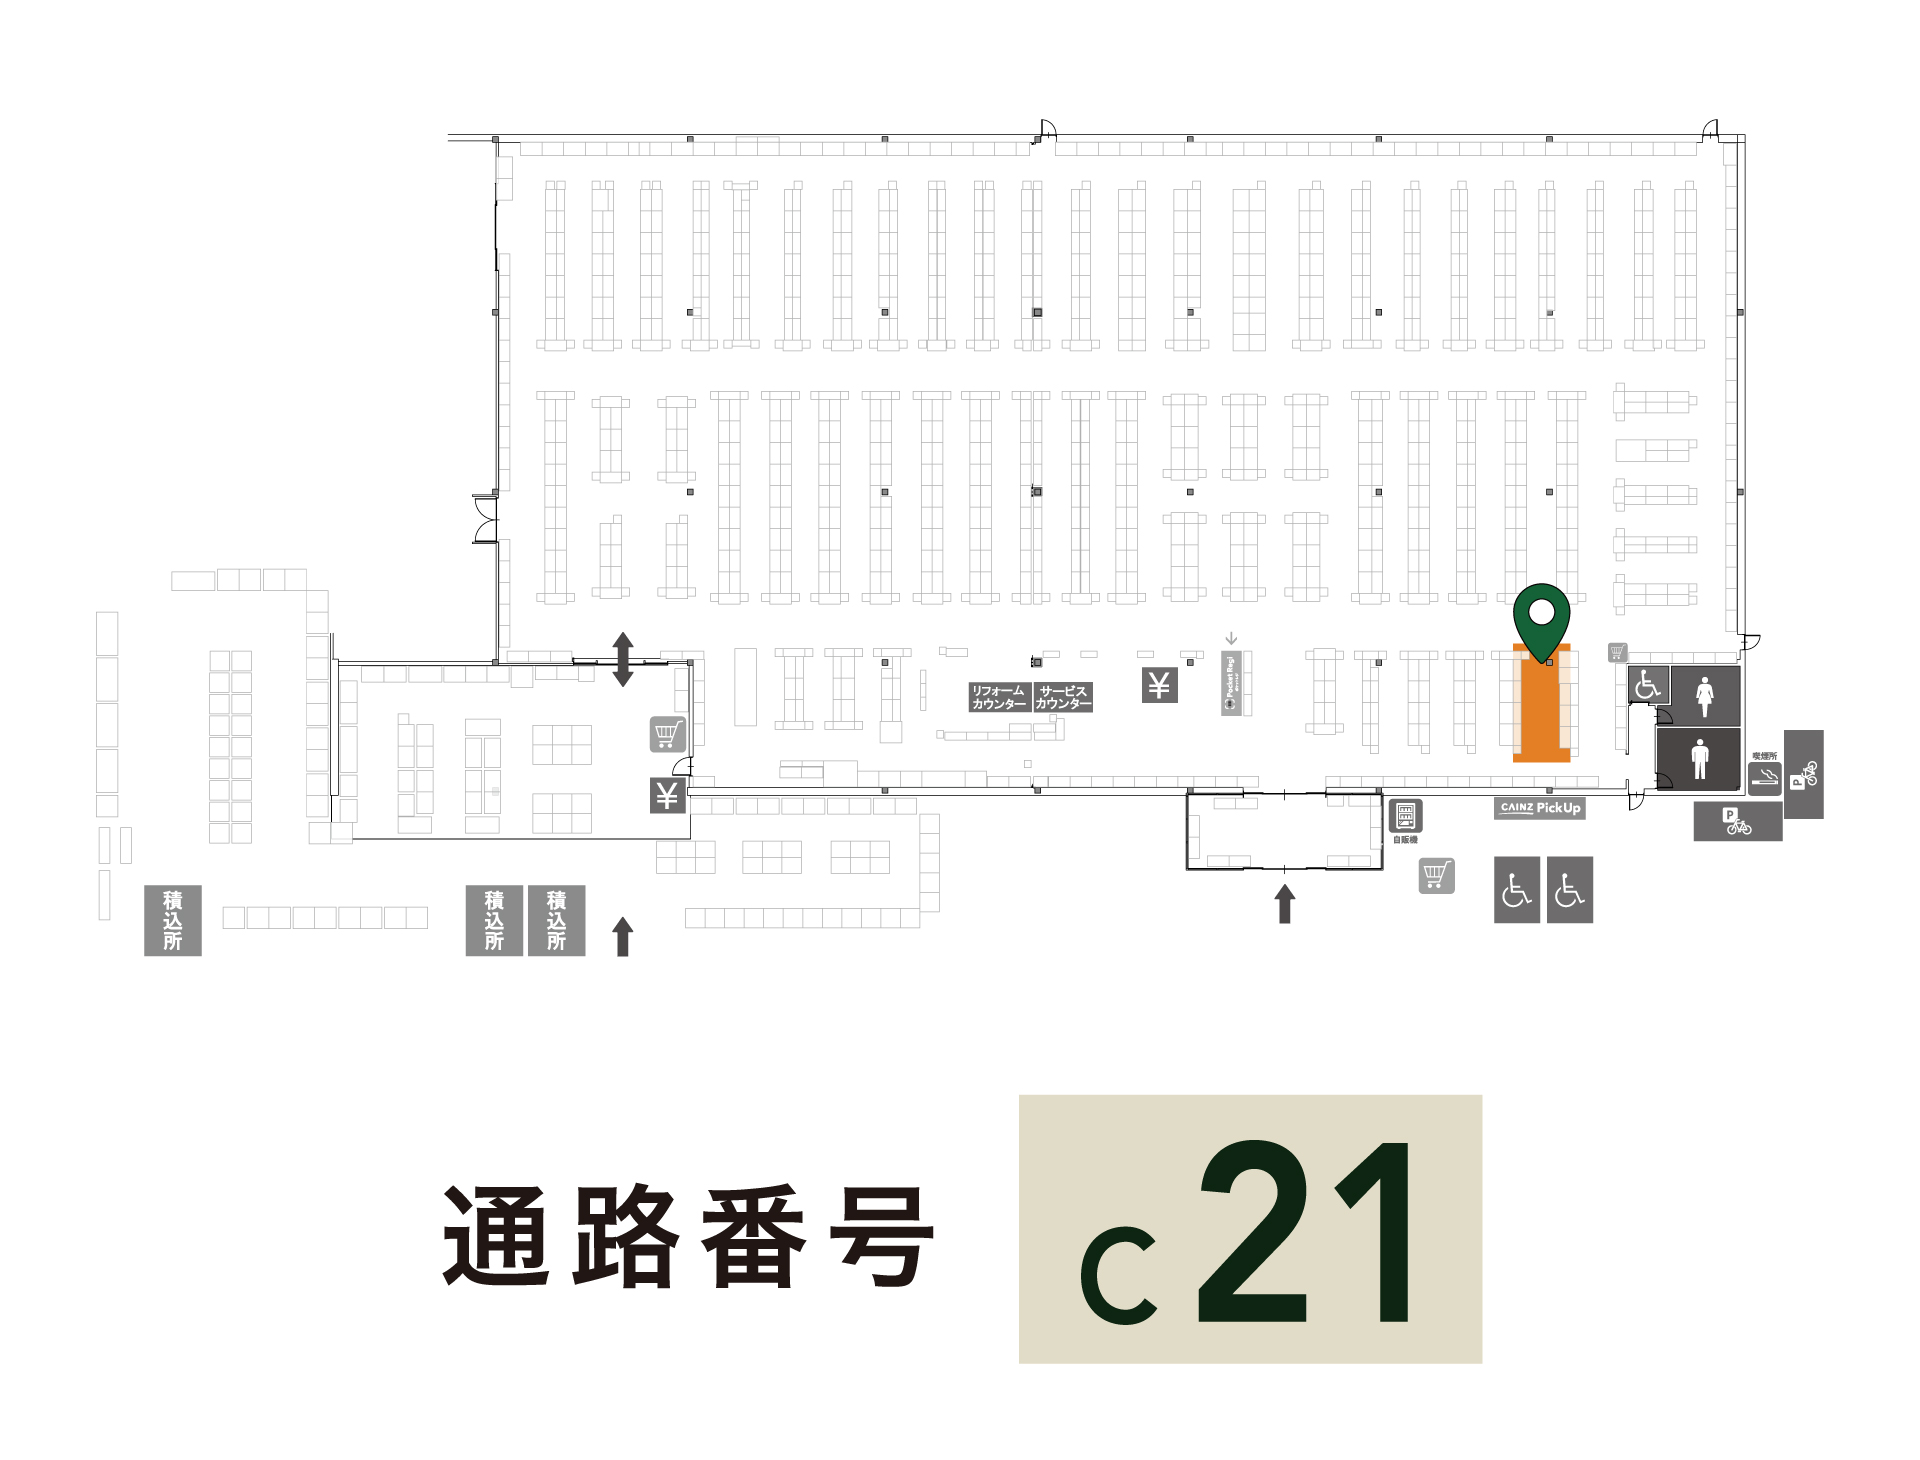 Pocket Regi
リフォーム
カウンター
サービス
カウンター
¥
¥
喫煙所
P
P
CAINZ PickUp
自販機
積込所
積込所
積込所
通路番号
C 21